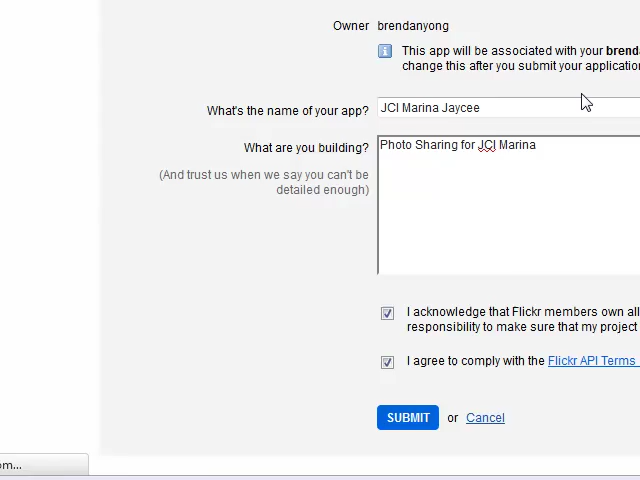 Owner brendanyong
This app will be associated with your brend
change this after you submit your application
What's the name of your app? JCI Marina Jaycee
What are you building? Photo Sharing for JCI Marina
(And trust us when we say you can't be
detailed enough)
I acknowledge that Flickr members own all
responsibility to make sure that my project
I agree to comply with the Flickr API Terms
SUBMIT or Cancel
om...